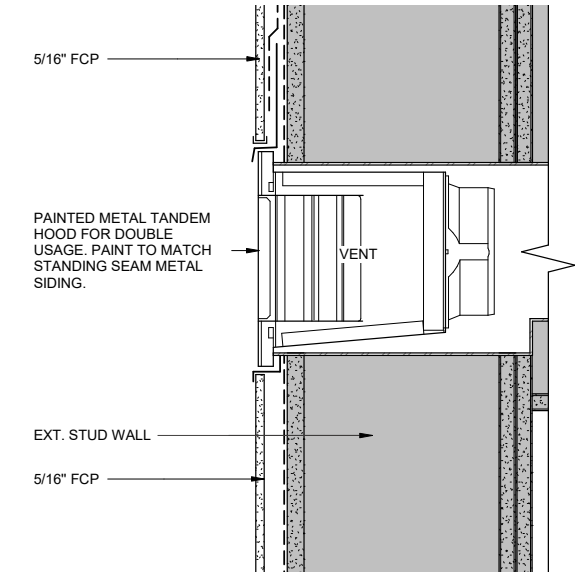 5/16" FCP
PAINTED METAL TANDEM
HOOD FOR DOUBLE
USAGE. PAINT TO MATCH
STANDING SEAM METAL
SIDING.
VENT
EXT. STUD WALL
5/16" FCP